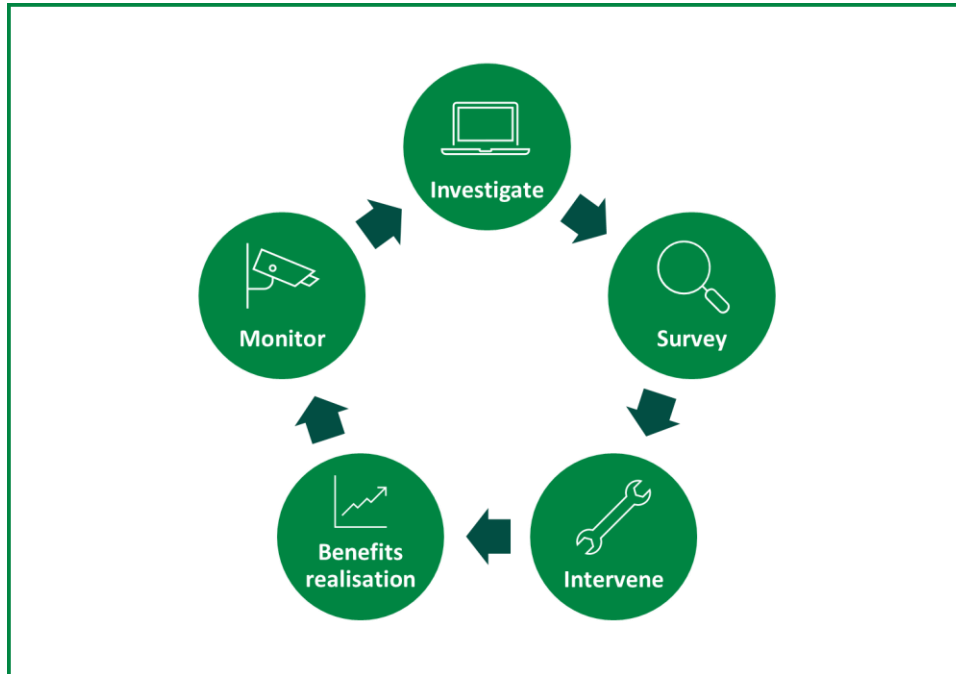 Investigate
Survey
Intervene
Benefits
realisation
Monitor